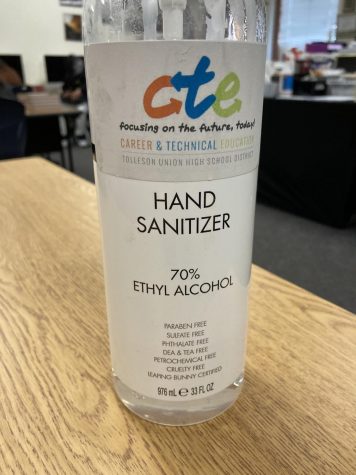 cte
focusing on the future, today!
CAREER & TECHNICAL EDUCATION
TOLLESON UNION HIGH SCHOOL DISTRICT
HAND
SANITIZER
70%
ETHYL ALCOHOL
PARABEN FREE
SULFATE FREE
PHTHALATE FREE
DEA & TEA FREE
PETROCHEMICAL FREE
CRUELTY FREE
LEAPING-BUNNY CERTIFIED
976 mL ℮ 33 FL OZ